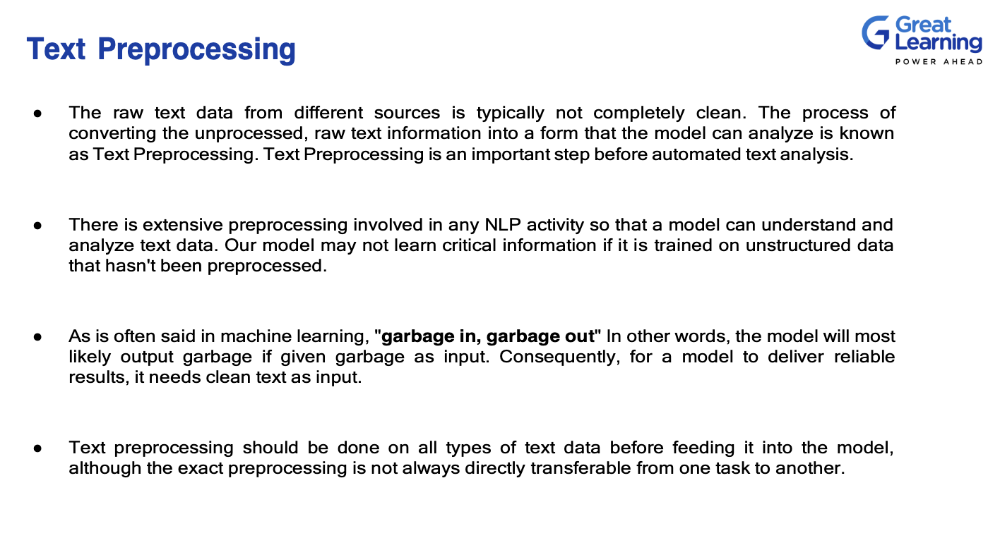 Text Preprocessing
Great
Learning
POWER AHEAD
● The raw text data from different sources is typically not completely clean. The process of
converting the unprocessed, raw text information into a form that the model can analyze is known
as Text Preprocessing. Text Preprocessing is an important step before automated text analysis.
● There is extensive preprocessing involved in any NLP activity so that a model can understand and
analyze text data. Our model may not learn critical information if it is trained on unstructured data
that hasn't been preprocessed.
● As is often said in machine learning, "garbage in, garbage out" In other words, the model will most
likely output garbage if given garbage as input. Consequently, for a model to deliver reliable
results, it needs clean text as input.
● Text preprocessing should be done on all types of text data before feeding it into the model,
although the exact preprocessing is not always directly transferable from one task to another.